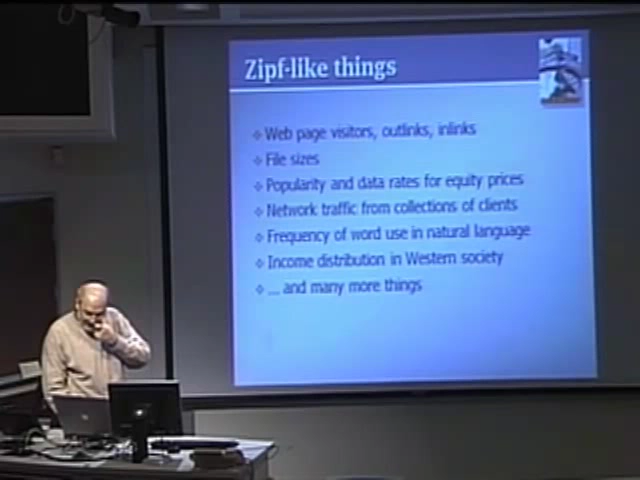 Zipf-like things
Web page visitors, outlinks, inlinks
File sizes
Popularity and data rates for equity prices
Network traffic from collections of clients
Frequency of word use in natural language
Income distribution in Western society
... and many more things